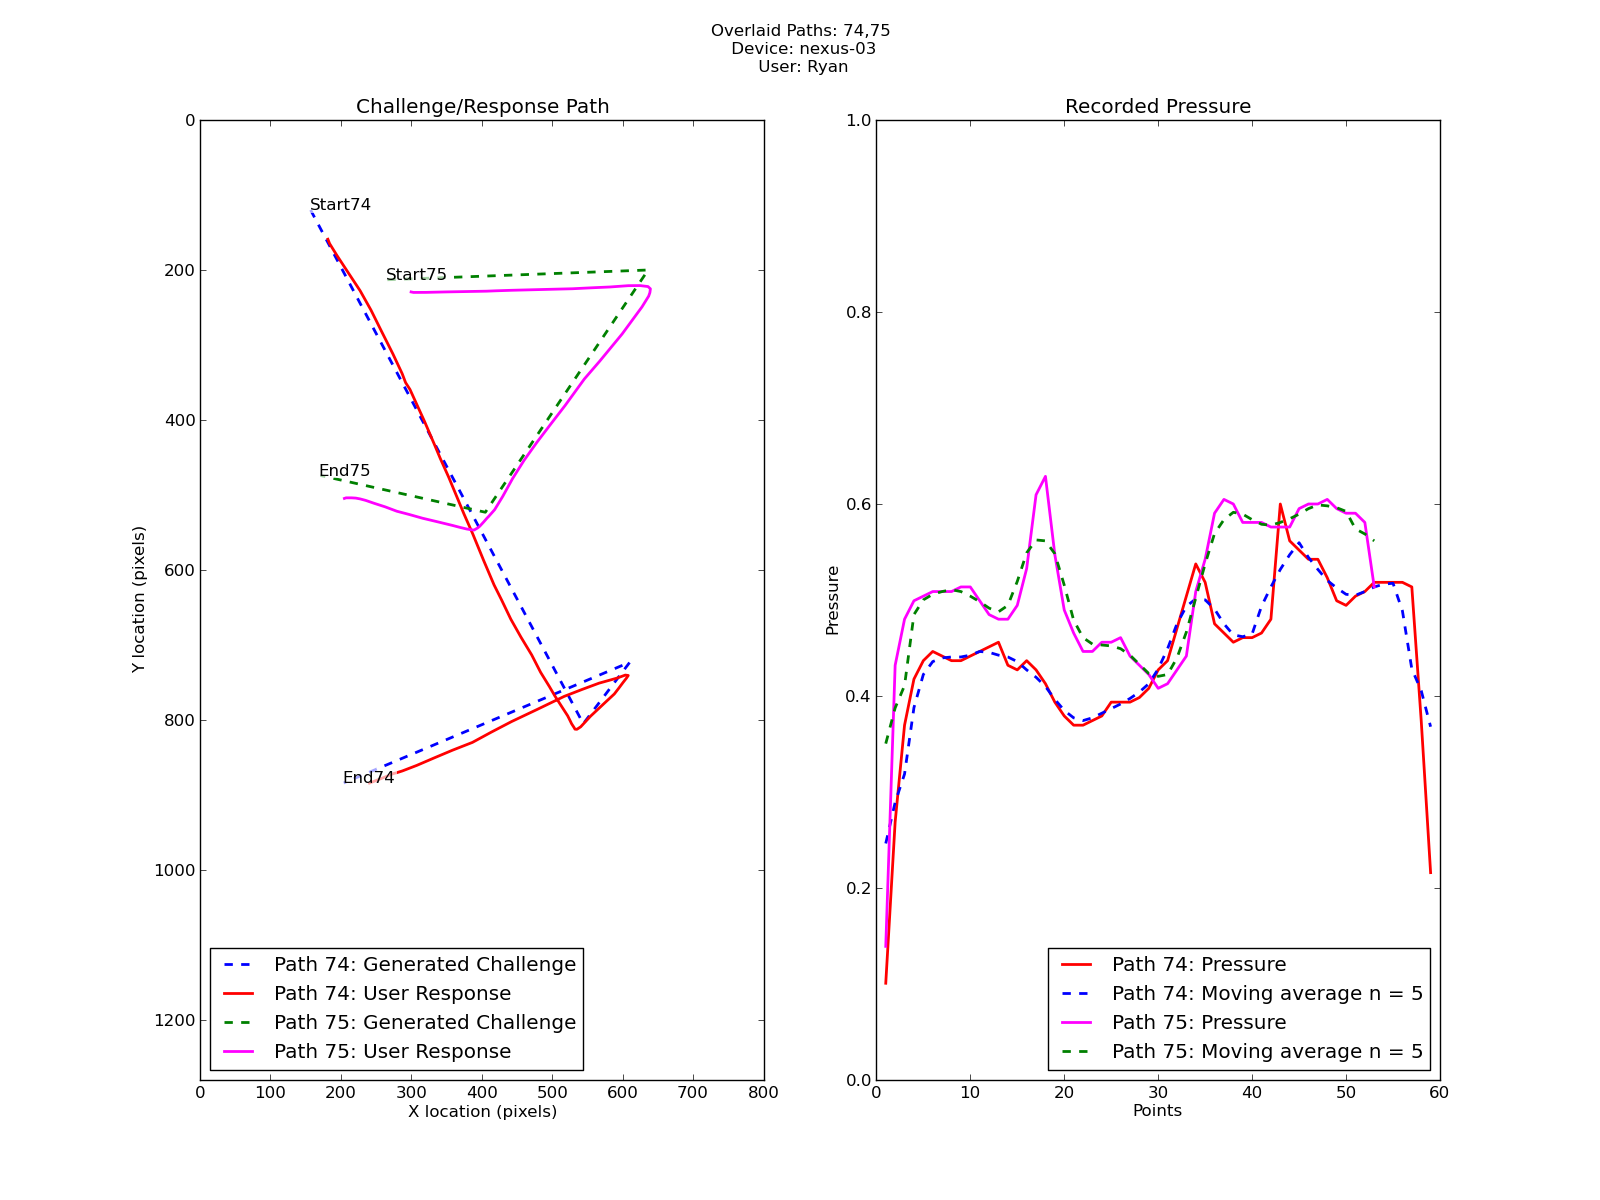 Overlaid Paths: 74,75
Device: nexus-03
User: Ryan
Challenge/Response Path
0
200
400
600
800
1000
1200
Y location (pixels)
Start74
Start75
End75
End74
Path 74: Generated Challenge
Path 74: User Response
Path 75: Generated Challenge
Path 75: User Response
0 100 200 300 400 500 600 700 800
X location (pixels)
Recorded Pressure
1.0
0.8
0.6
0.4
0.2
0.0
Pressure
Path 74: Pressure
Path 74: Moving average n = 5
Path 75: Pressure
Path 75: Moving average n = 5
0 10 20 30 40 50 60
Points